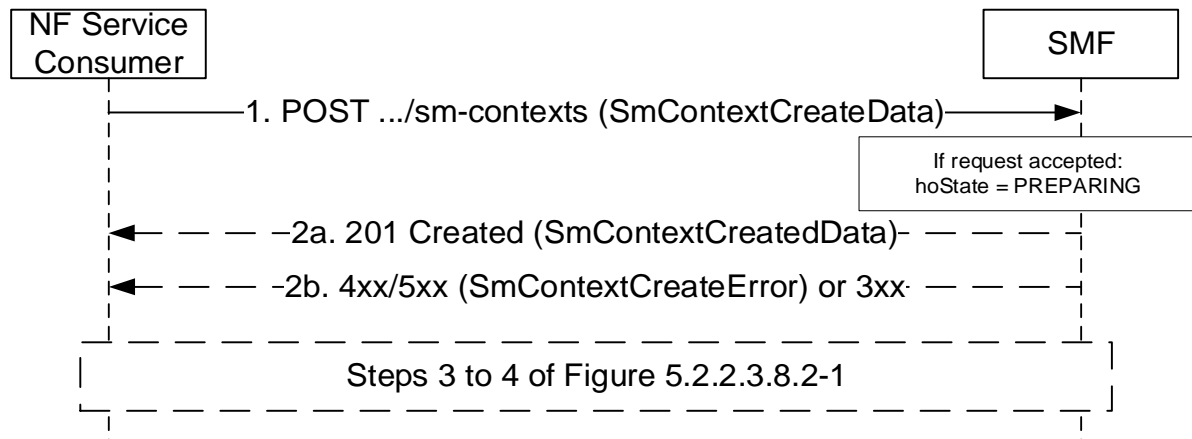 NF Service
Consumer
SMF
1. POST .../sm-contexts (SmContextCreateData)
If request accepted:
hoState = PREPARING
2a. 201 Created (SmContextCreatedData)
2b. 4xx/5xx (SmContextCreateError) or 3xx
Steps 3 to 4 of Figure 5.2.2.3.8.2-1